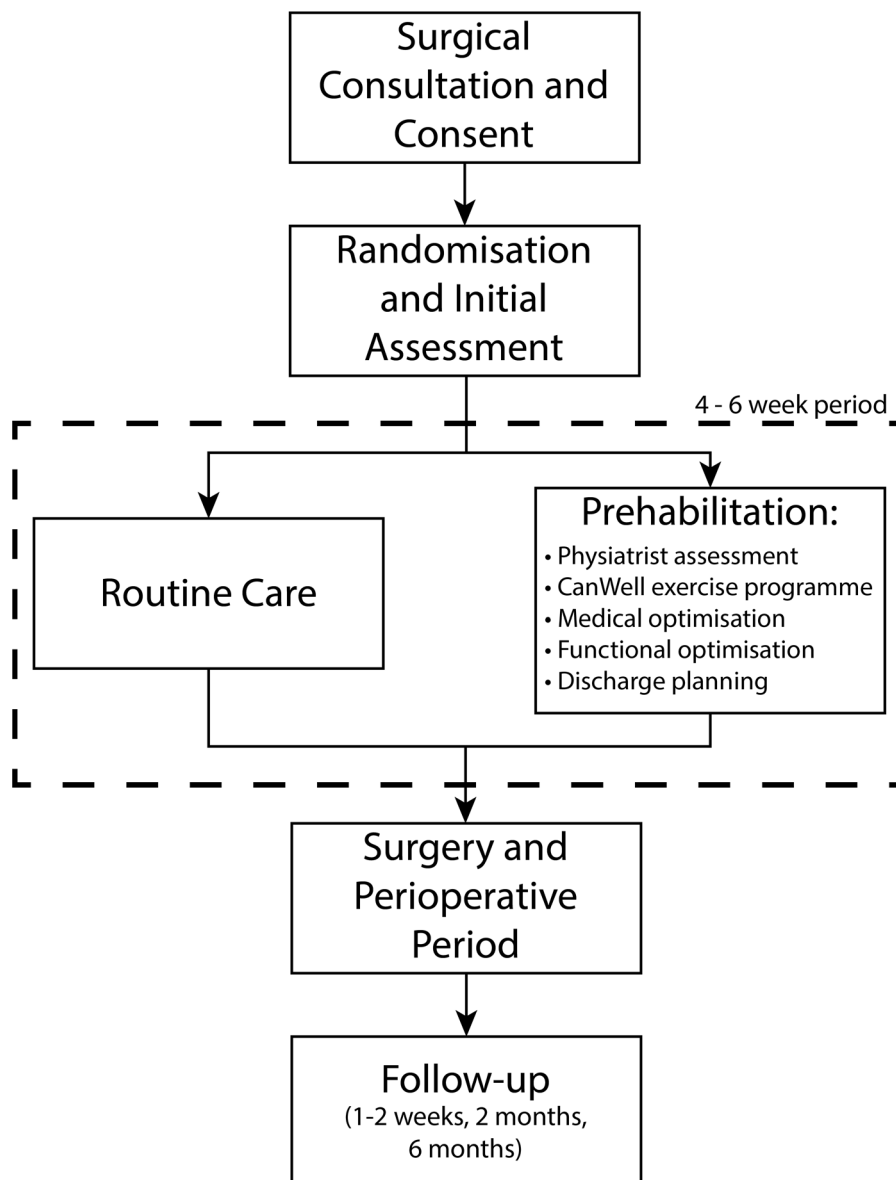 Surgical
Consultation and
Consent
Randomisation
and Initial
Assessment
4 - 6 week period
Routine Care
Prehabilitation:
• Physiatrist assessment
• CanWell exercise programme
• Medical optimisation
• Functional optimisation
• Discharge planning
Surgery and
Perioperative
Period
Follow-up
(1-2 weeks, 2 months,
6 months)